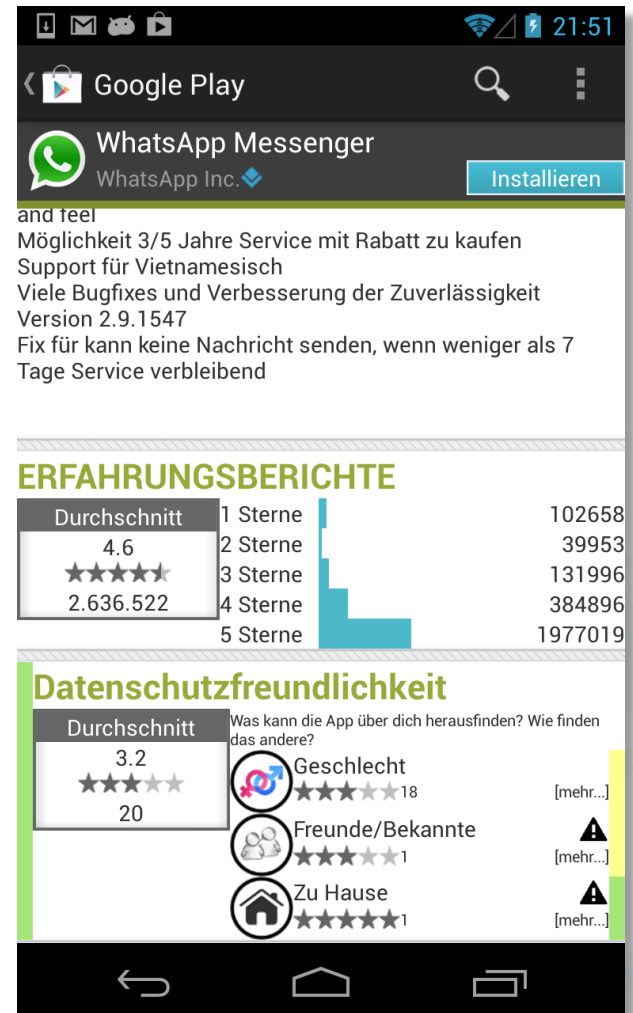 21:51
Google Play
WhatsApp Messenger
WhatsApp Inc.
Installieren
and feel
Möglichkeit 3/5 Jahre Service mit Rabatt zu kaufen
Support für Vietnamesisch
Viele Bugfixes und Verbesserung der Zuverlässigkeit
Version 2.9.1547
Fix für kann keine Nachricht senden, wenn weniger als 7
Tage Service verbleibend
ERFAHRUNGSBERICHTE
Durchschnitt
4.6
2.636.522
1 Sterne 102658
2 Sterne 39953
3 Sterne 131996
4 Sterne 384896
5 Sterne 1977019
Datenschutzfreundlichkeit
Durchschnitt
3.2
20
Was kann die App über dich herausfinden? Wie finden
das andere?
Geschlecht
18 [mehr...]
Freunde/Bekannte
1 [mehr...]
Zu Hause
1 [mehr...]